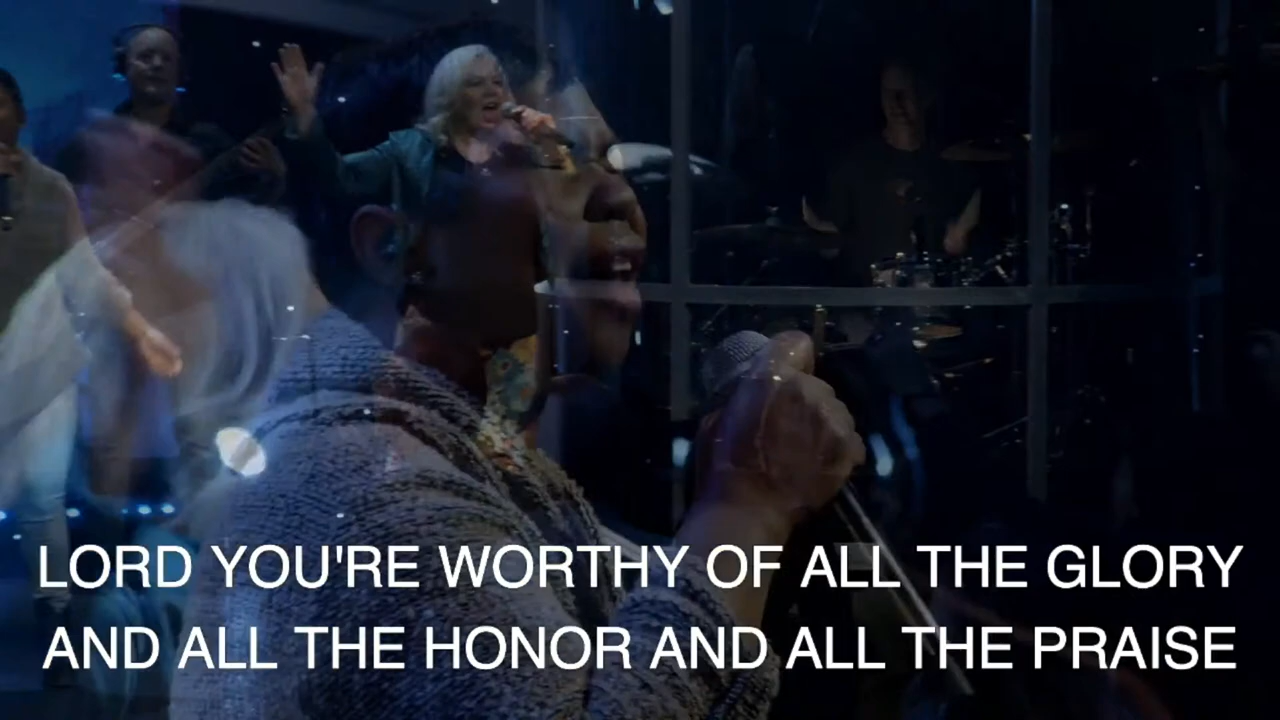 LORD YOU'RE WORTHY OF ALL THE GLORY
AND ALL THE HONOR AND ALL THE PRAISE